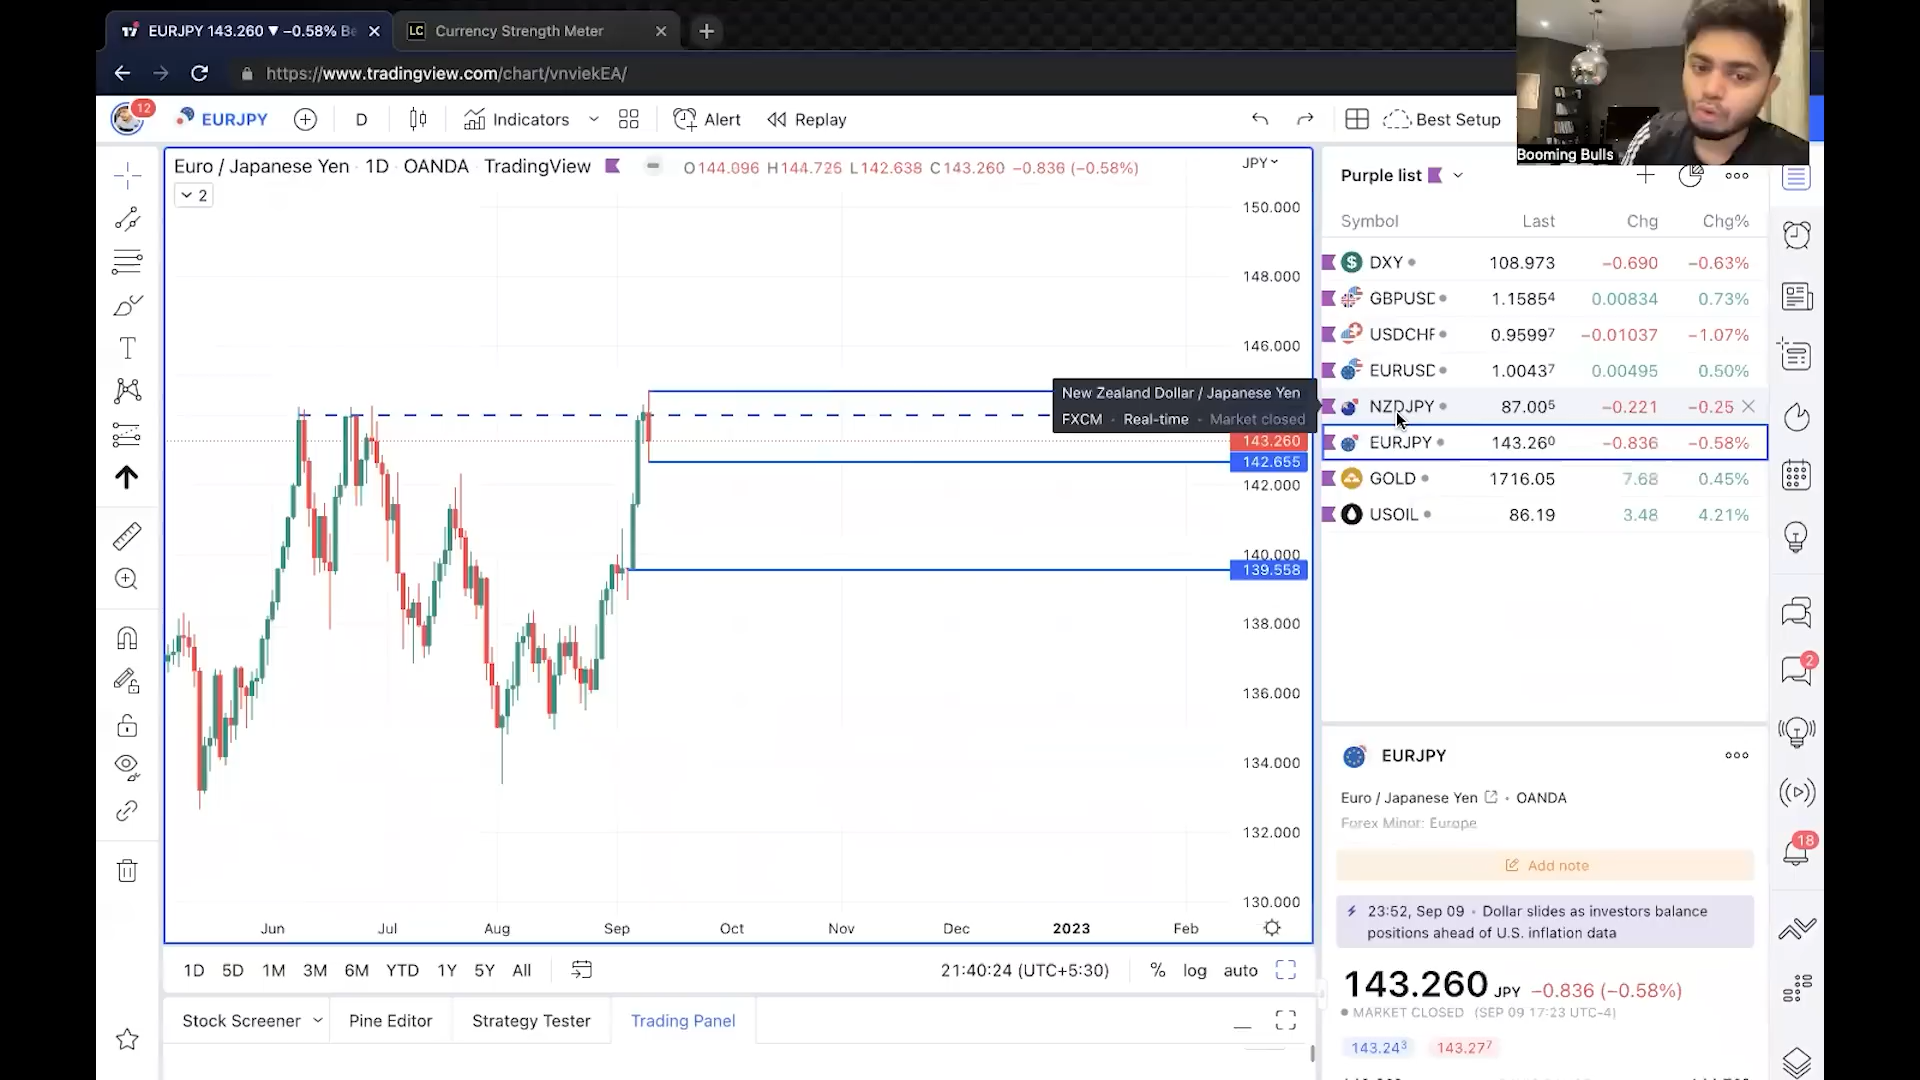 EURJPY 143.260 ▼ −0.58% Be
LC Currency Strength Meter
https://www.tradingview.com/chart/vnviekEA/
12
EURJPY
D
Indicators
Alert
Replay
Best Setup
Booming Bulls
Euro / Japanese Yen · 1D · OANDA · TradingView
O144.096 H144.725 L142.638 C143.260 −0.836 (−0.58%)
2
JPY
150.000
148.000
146.000
143.260
142.655
142.000
140.000
139.558
138.000
136.000
134.000
132.000
130.000
New Zealand Dollar / Japanese Yen
FXCM · Real-time · Market closed
Jun Jul Aug Sep Oct Nov Dec 2023 Feb
1D 5D 1M 3M 6M YTD 1Y 5Y All
21:40:24 (UTC+5:30)
% log auto
Stock Screener
Pine Editor
Strategy Tester
Trading Panel
Purple list
Symbol Last Chg Chg%
DXY 108.973 −0.690 −0.63%
GBPUSD 1.15854 0.00834 0.73%
USDCHF 0.95997 −0.01037 −1.07%
EURUSD 1.00437 0.00495 0.50%
NZDJPY 87.005 −0.221 −0.25
EURJPY 143.260 −0.836 −0.58%
GOLD 1716.05 7.68 0.45%
USOIL 86.19 3.48 4.21%
EURJPY
Euro / Japanese Yen · OANDA
Forex Minor: Europe
Add note
23:52, Sep 09 · Dollar slides as investors balance
positions ahead of U.S. inflation data
143.260 JPY −0.836 (−0.58%)
MARKET CLOSED (SEP 09 17:23 UTC-4)
143.243 143.277
2
18